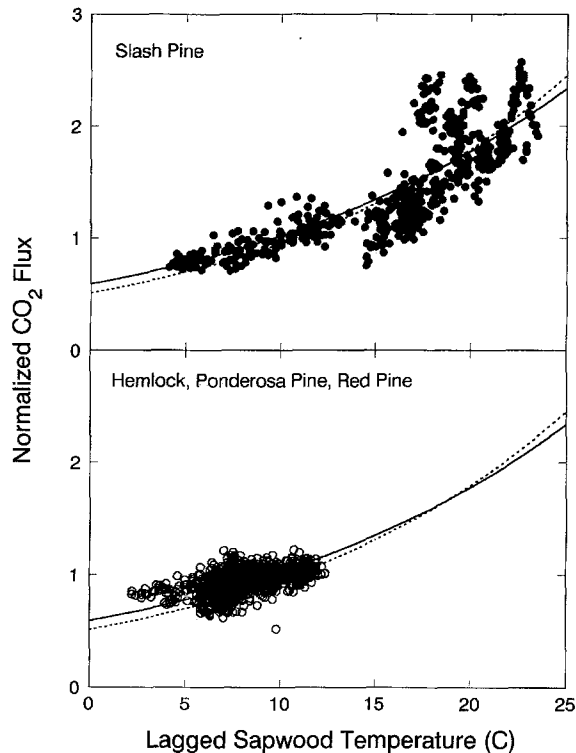 Normalized CO2 Flux
3
Slash Pine
2
1
0
Hemlock, Ponderosa Pine, Red Pine
2
1
0
0 5 10 15 20 25
Lagged Sapwood Temperature (C)